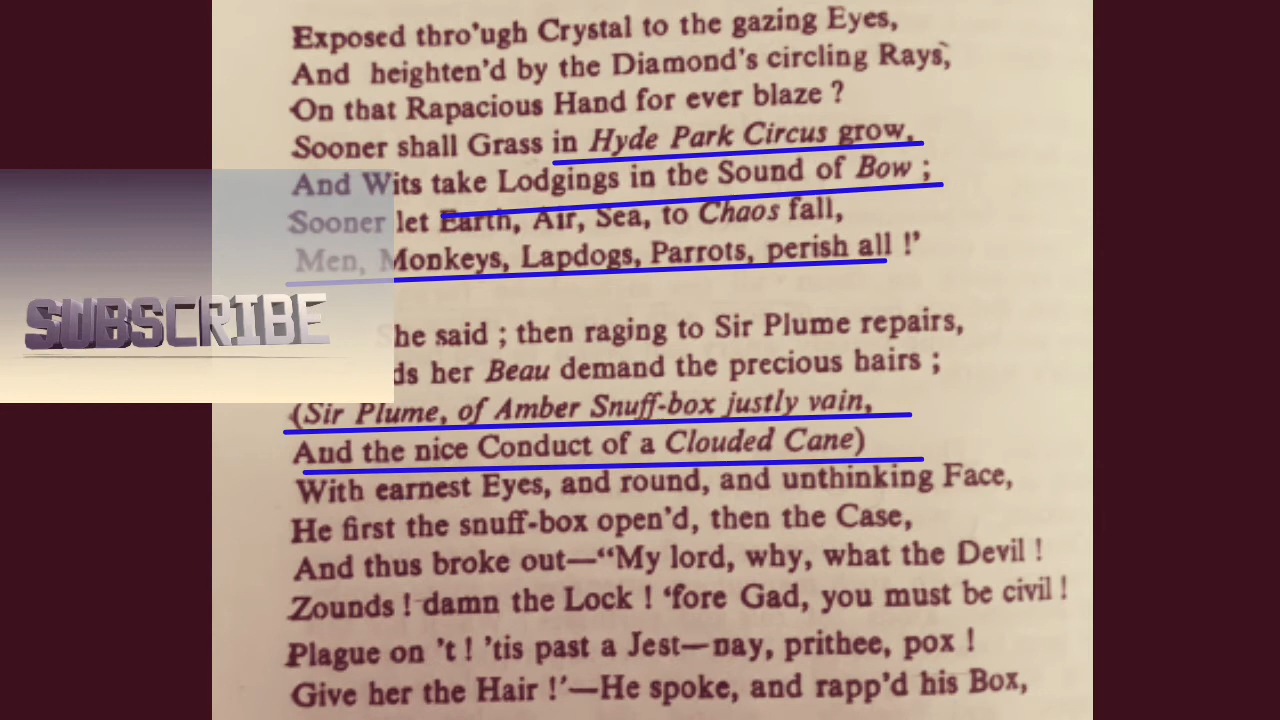 Exposed thro'ugh Crystal to the gazing Eyes,
And heighten'd by the Diamond's circling Rays,
On that Rapacious Hand for ever blaze ?
Sooner shall Grass in Hyde Park Circus grow,
And Wits take Lodgings in the Sound of Bow ;
Sooner let Earth, Air, Sea, to Chaos fall,
Men, Monkeys, Lapdogs, Parrots, perish all !'
SUBSCRIBE
he said ; then raging to Sir Plume repairs,
ds her Beau demand the precious hairs ;
(Sir Plume, of Amber Snuff-box justly vain,
And the nice Conduct of a Clouded Cane)
With earnest Eyes, and round, and unthinking Face,
He first the snuff-box open'd, then the Case,
And thus broke out—“My lord, why, what the Devil !
Zounds ! damn the Lock ! ‘fore Gad, you must be civil !
Plague on 't ! 'tis past a Jest—nay, prithee, pox !
Give her the Hair !'—He spoke, and rapp'd his Box,